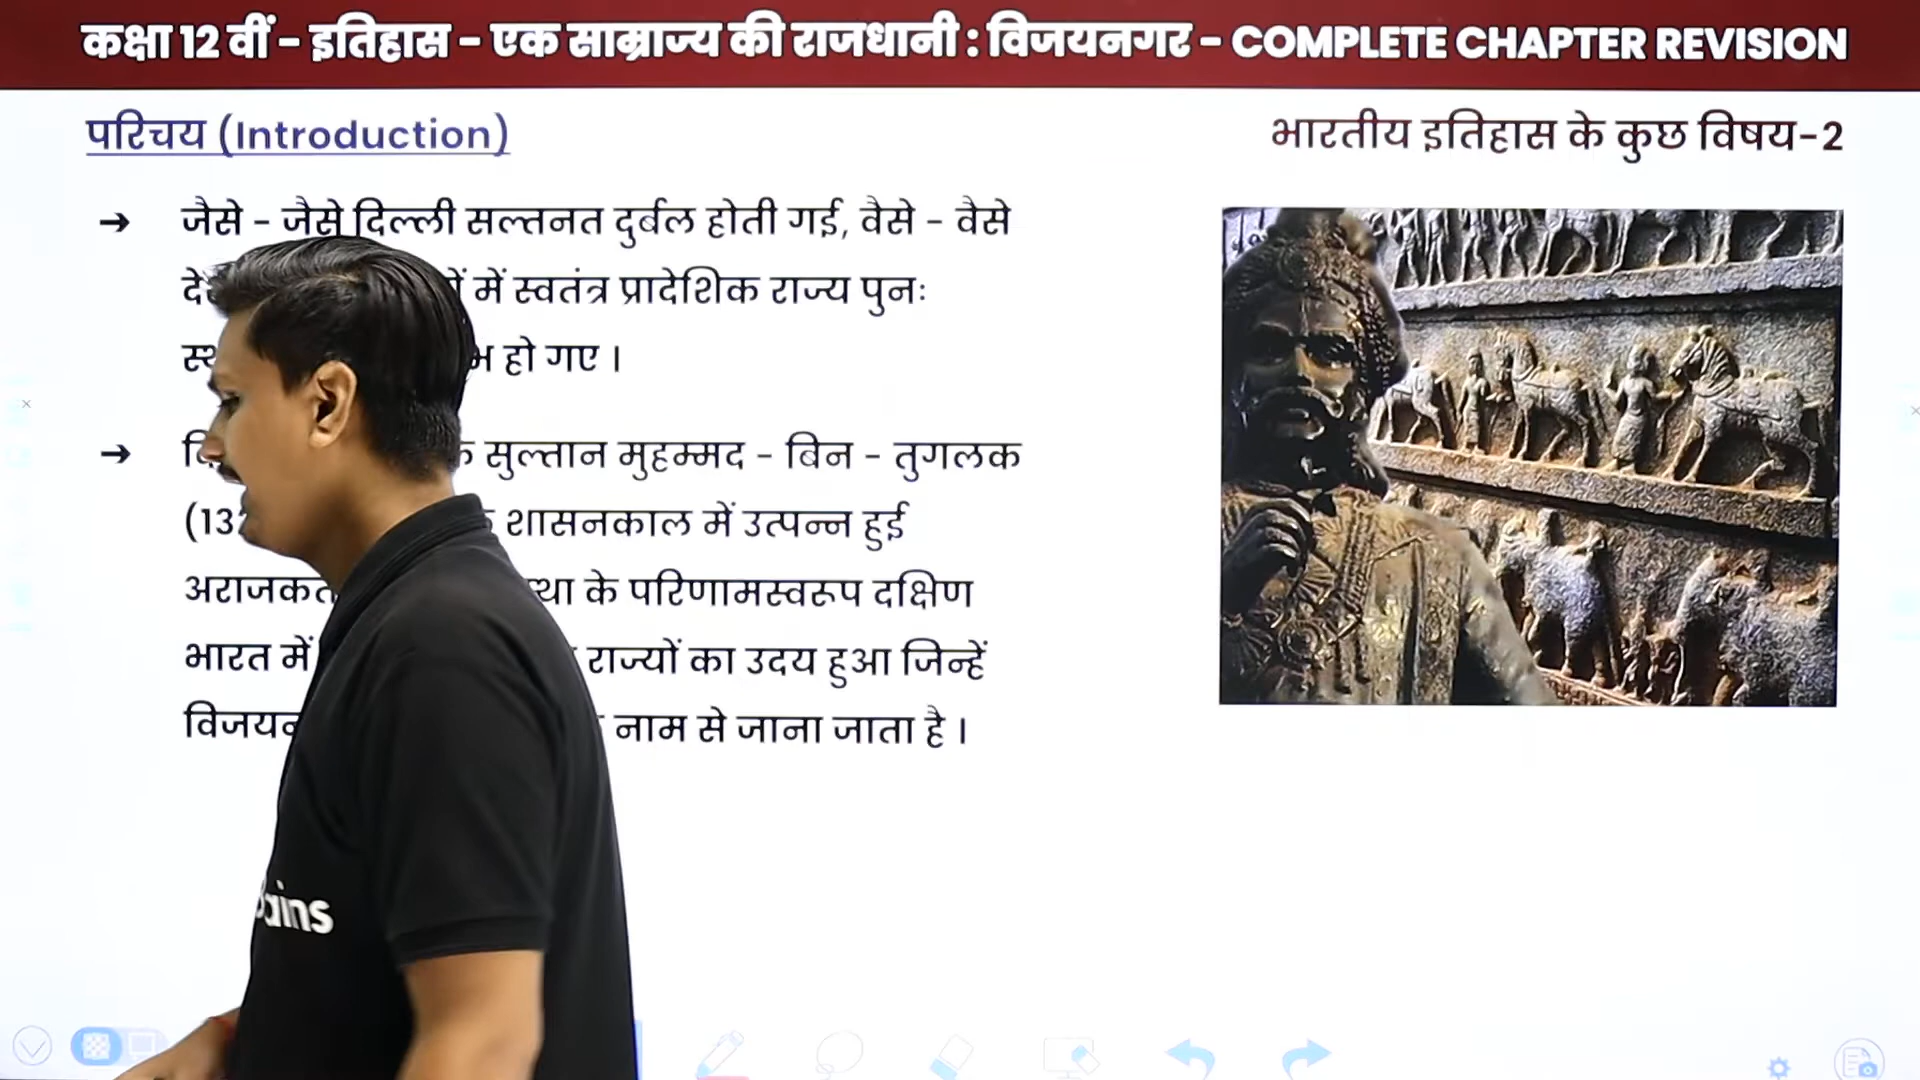 कक्षा 12 वीं - इतिहास - एक साम्राज्य की राजधानी : विजयनगर - COMPLETE CHAPTER REVISION
परिचय (Introduction)
भारतीय इतिहास के कुछ विषय-2
→ जैसे - जैसे दिल्ली सल्तनत दुर्बल होती गई, वैसे - वैसे
में स्वतंत्र प्रादेशिक राज्य पुनः
हो गए ।
→ सुल्तान मुहम्मद - बिन - तुगलक
शासनकाल में उत्पन्न हुई
के परिणामस्वरूप दक्षिण
भारत में राज्यों का उदय हुआ जिन्हें
नाम से जाना जाता है ।